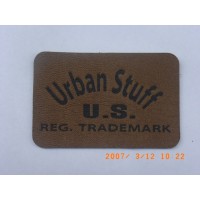 Urban Stuff
U.S.
REG. TRADEMARK
2007/ 3/12 10:22